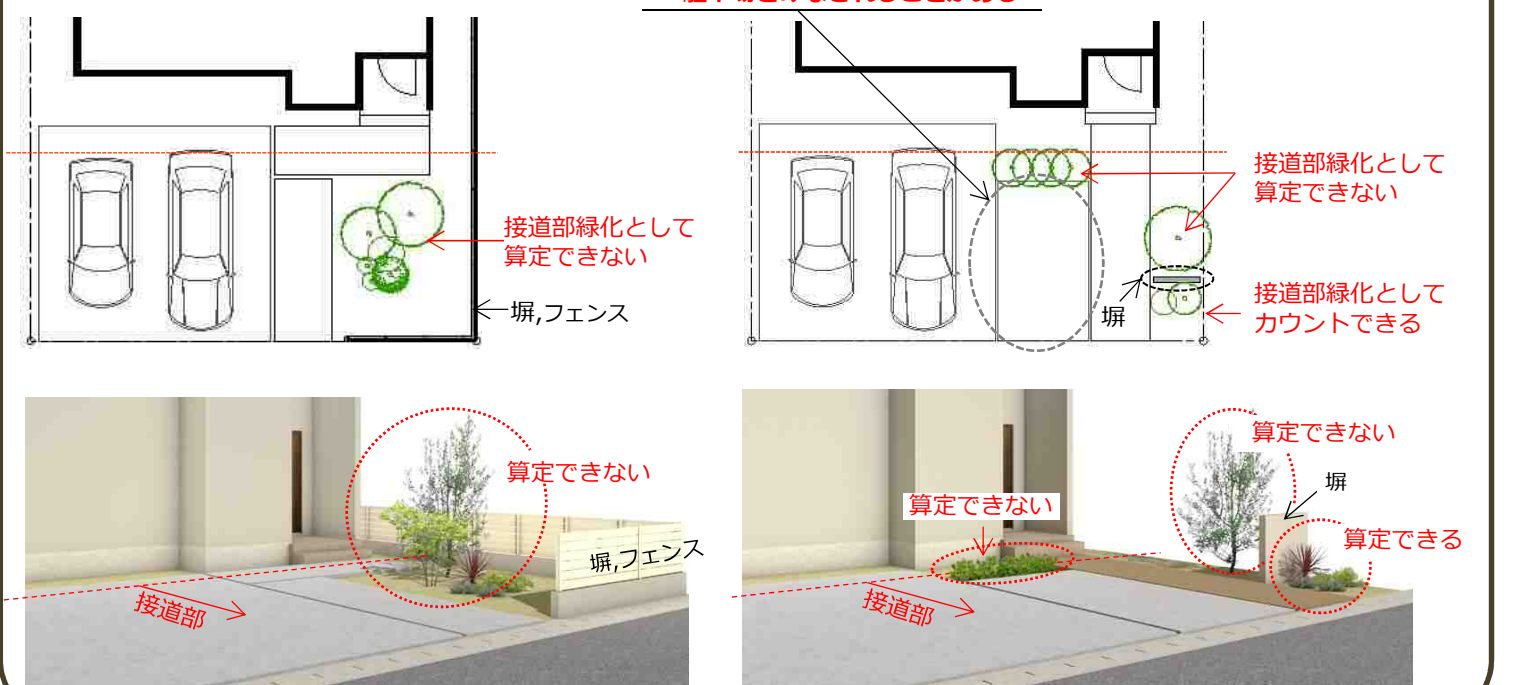 接道部緑化として
算定できない
塀,フェンス
接道部緑化として
算定できない
塀
接道部緑化として
カウントできる
算定できない
塀,フェンス
接道部
算定できない
塀
算定できない
算定できる
接道部